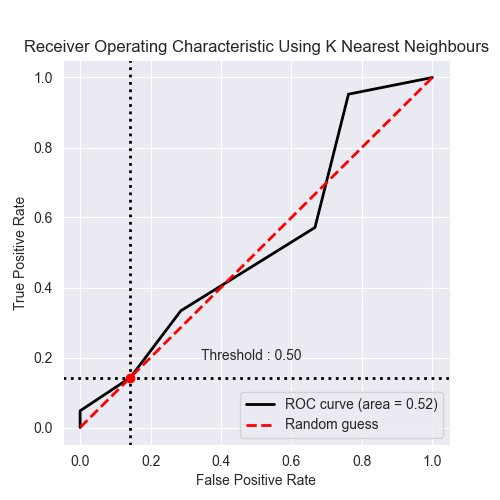 Receiver Operating Characteristic Using K Nearest Neighbours
1.0
0.8
0.6
0.4
0.2
0.0
True Positive Rate
Threshold : 0.50
ROC curve (area = 0.52)
Random guess
0.0 0.2 0.4 0.6 0.8 1.0
False Positive Rate